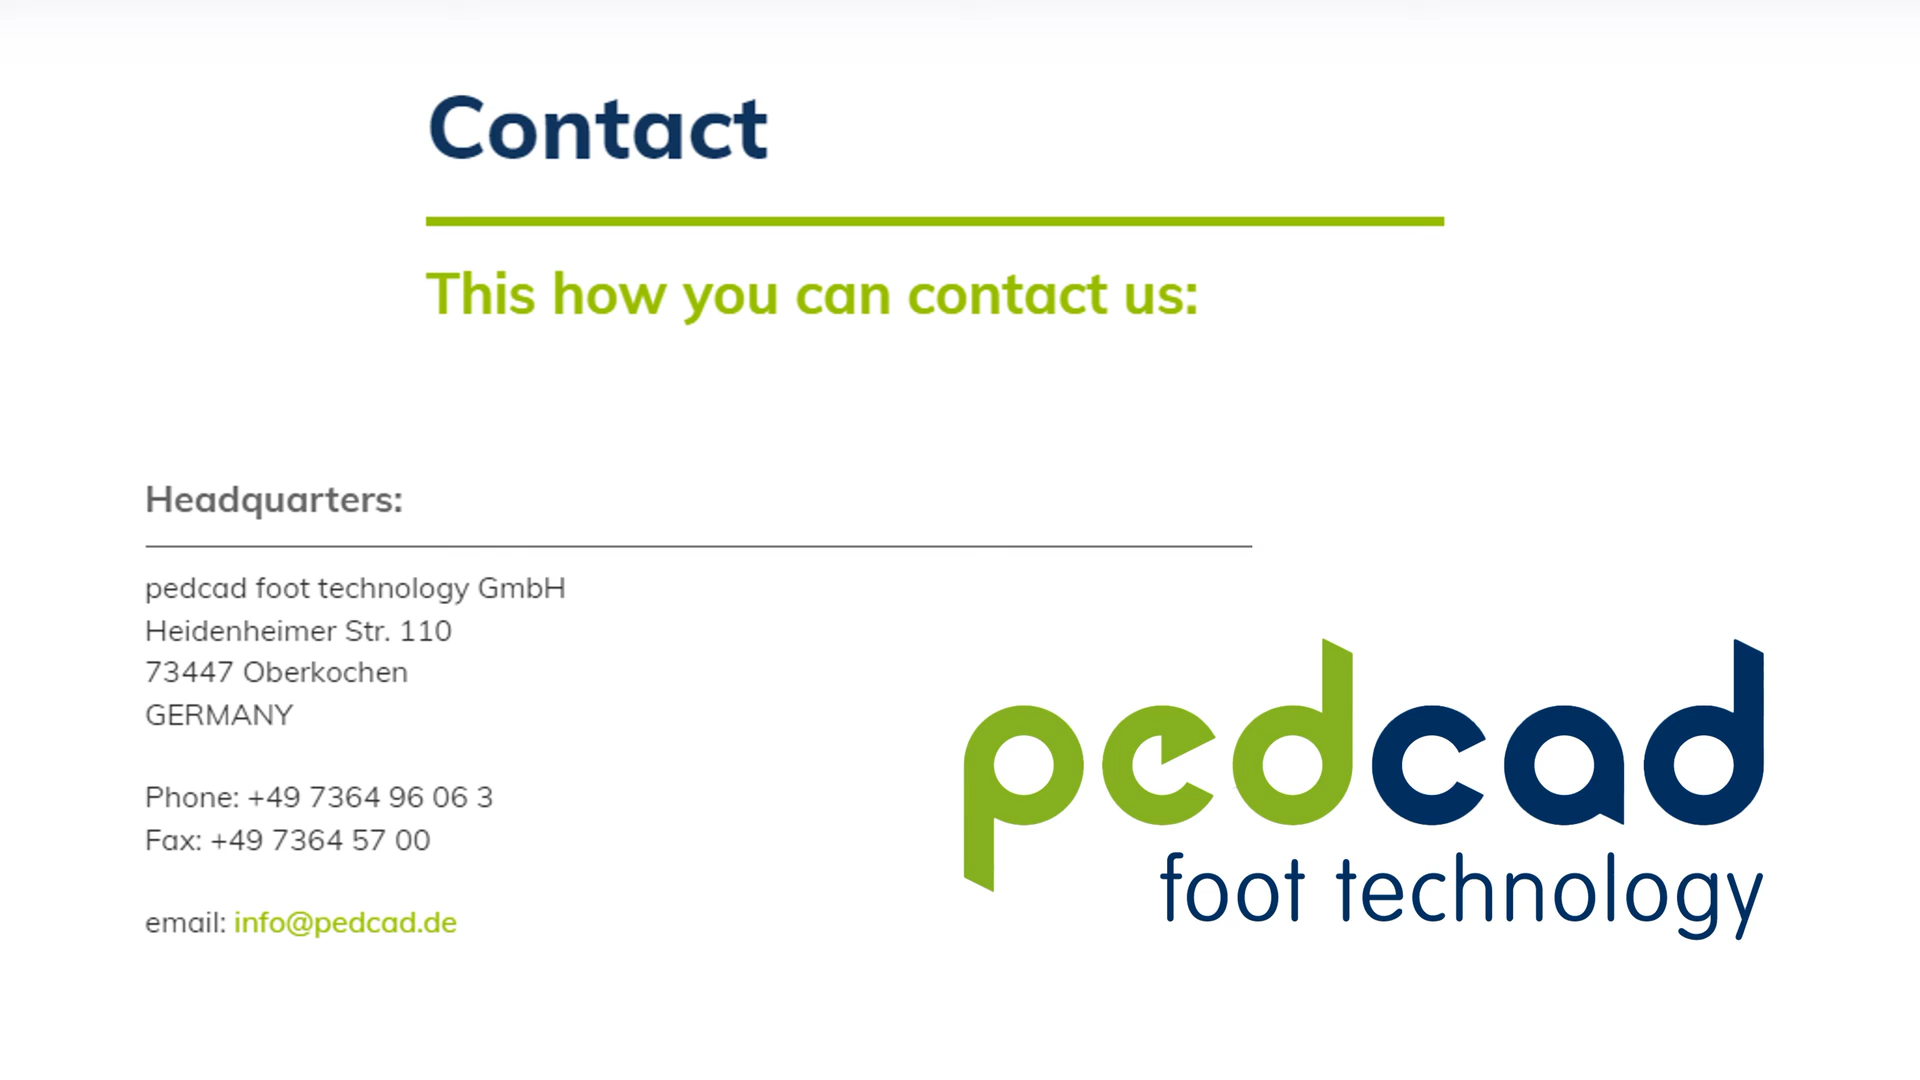 Contact
This how you can contact us:
Headquarters:
pedcad foot technology GmbH
Heidenheimer Str. 110
73447 Oberkochen
GERMANY
Phone: +49 7364 96 06 3
Fax: +49 7364 57 00
email: info@pedcad.de
pedcad
foot technology